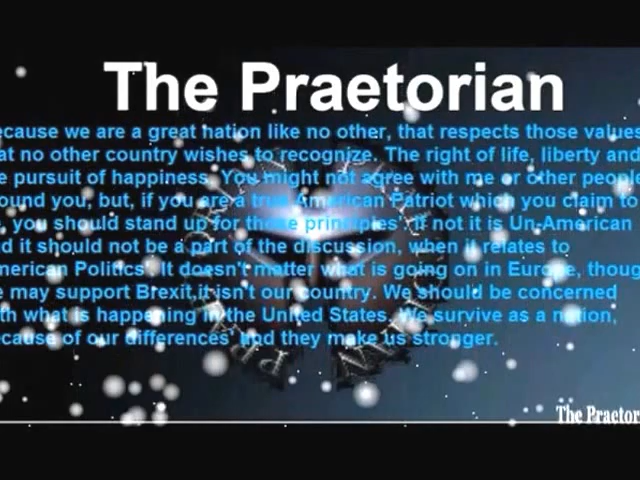 The Praetorian
ecause we are a great nation like no other, that respects those values
at no other country wishes to recognize. The right of life, liberty and
e pursuit of happiness. You might not agree with me or other people
ound you, but, if you are a true American Patriot which you claim to
, you should stand up for those principles'. If not it is Un-American
d it should not be a part of the discussion, when it relates to
merican Politics'. It doesn't matter what is going on in Europe, thoug
e may support Brexit,it isn't our country. We should be concerned
th what is happening in the United States. We survive as a nation,
ecause of our differences' and they make us stronger.
The Praetor